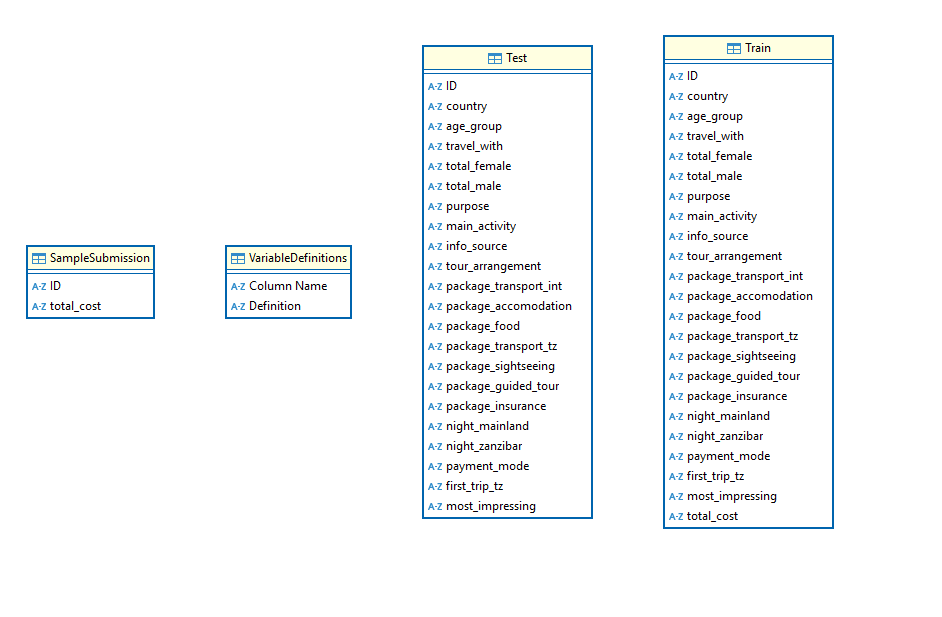 SampleSubmission
A-Z ID
A-Z total_cost
VariableDefinitions
A-Z Column Name
A-Z Definition
Test
A-Z ID
A-Z country
A-Z age_group
A-Z travel_with
A-Z total_female
A-Z total_male
A-Z purpose
A-Z main_activity
A-Z info_source
A-Z tour_arrangement
A-Z package_transport_int
A-Z package_accomodation
A-Z package_food
A-Z package_transport_tz
A-Z package_sightseeing
A-Z package_guided_tour
A-Z package_insurance
A-Z night_mainland
A-Z night_zanzibar
A-Z payment_mode
A-Z first_trip_tz
A-Z most_impressing
Train
A-Z ID
A-Z country
A-Z age_group
A-Z travel_with
A-Z total_female
A-Z total_male
A-Z purpose
A-Z main_activity
A-Z info_source
A-Z tour_arrangement
A-Z package_transport_int
A-Z package_accomodation
A-Z package_food
A-Z package_transport_tz
A-Z package_sightseeing
A-Z package_guided_tour
A-Z package_insurance
A-Z night_mainland
A-Z night_zanzibar
A-Z payment_mode
A-Z first_trip_tz
A-Z most_impressing
A-Z total_cost